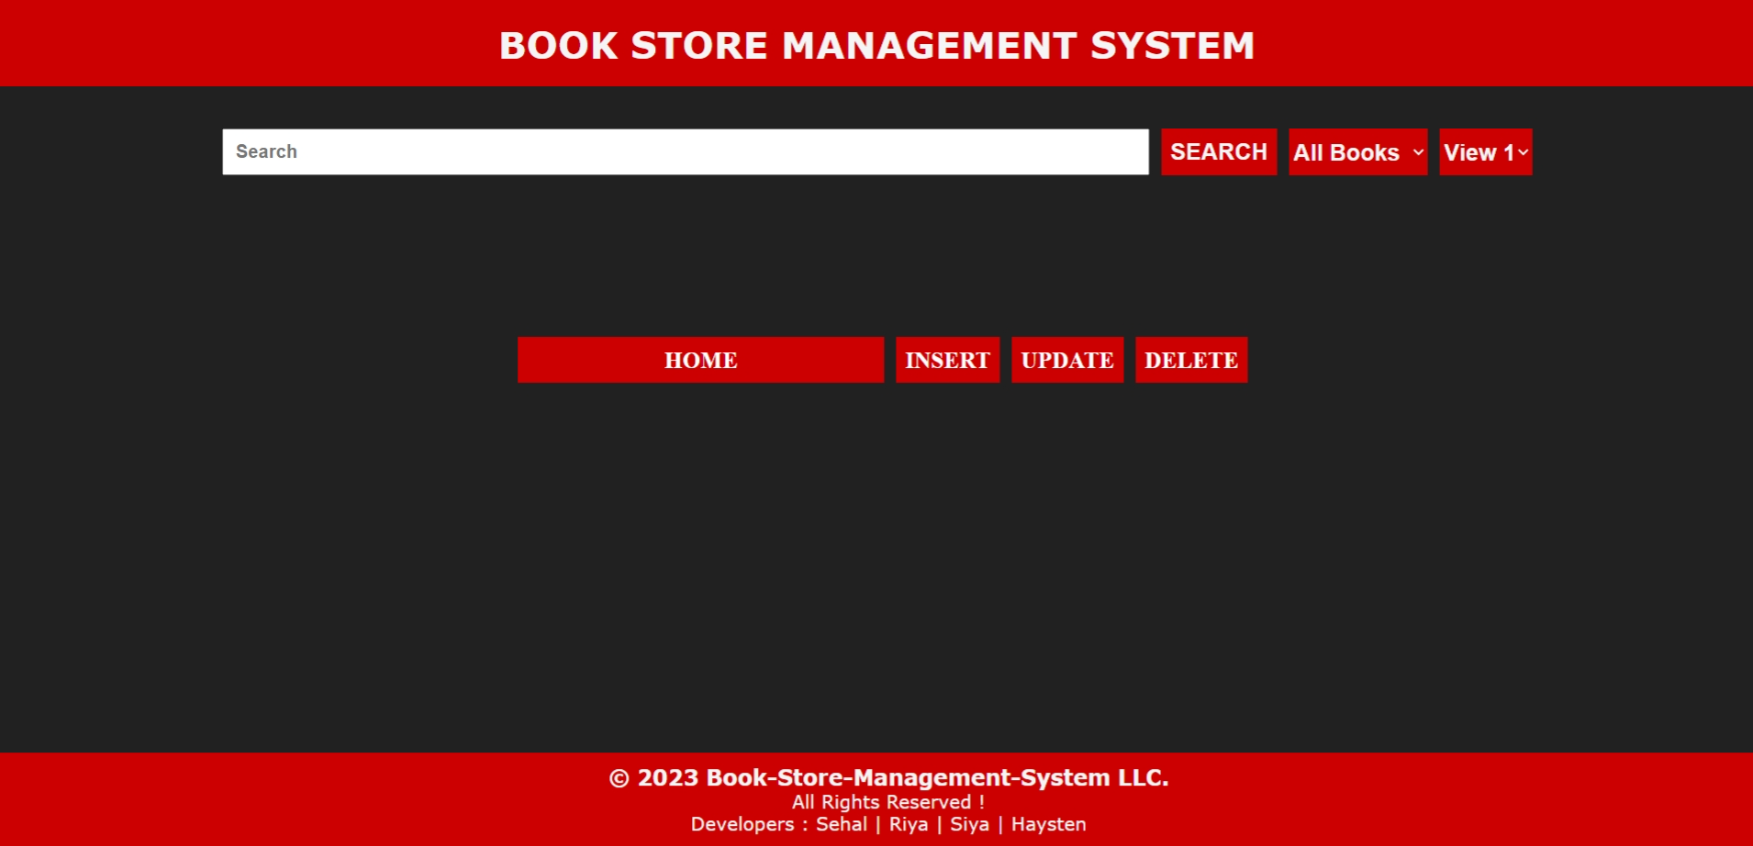 BOOK STORE MANAGEMENT SYSTEM
Search SEARCH All Books View 1
HOME INSERT UPDATE DELETE
© 2023 Book-Store-Management-System LLC.
All Rights Reserved !
Developers : Sehal | Riya | Siya | Haysten